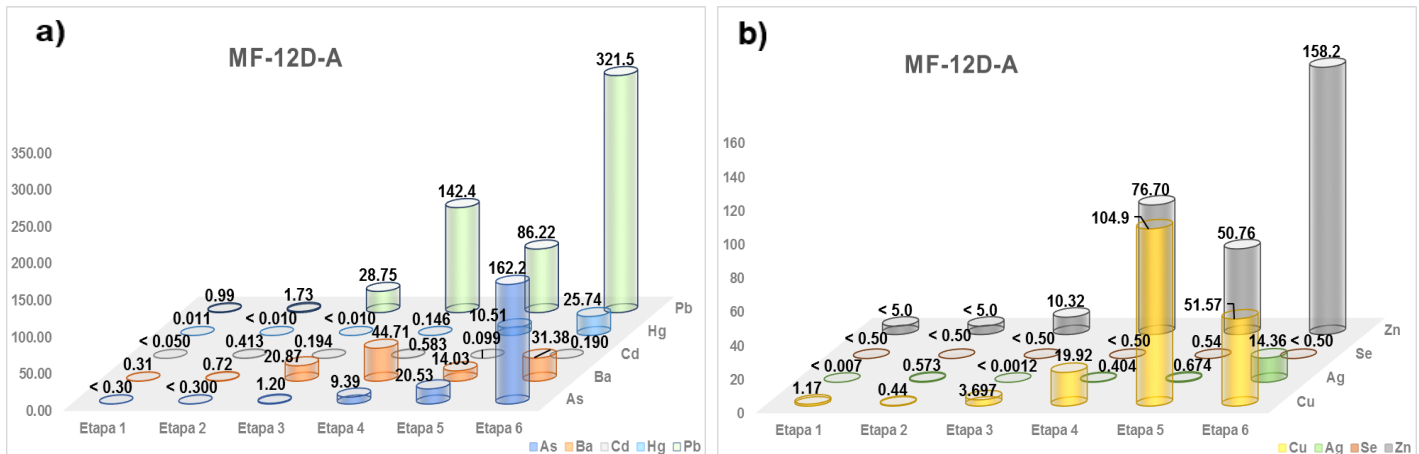 a)
MF-12D-A
350.00
300.00
250.00
200.00
150.00
100.00
50.00
0.00
0.99 1.73 28.75 142.4 86.22 321.5
0.011 < 0.010 < 0.010 0.146 10.51 25.74
< 0.050 0.413 0.194 0.583 0.099 0.190
0.31 0.72 20.87 44.71 14.03 31.38
< 0.30 < 0.300 1.20 9.39 20.53 162.2
Pb
Hg
Cd
Ba
As
Etapa 1 Etapa 2 Etapa 3 Etapa 4 Etapa 5 Etapa 6
As Ba Cd Hg Pb
b)
MF-12D-A
160
140
120
100
80
60
40
20
0
< 5.0 < 5.0 10.32 76.70 50.76 158.2
< 0.50 < 0.50 < 0.50 < 0.50 0.54 < 0.50
< 0.007 0.573 < 0.0012 0.404 0.674 14.36
1.17 0.44 3.697 19.92 104.9 51.57
Zn
Se
Ag
Cu
Etapa 1 Etapa 2 Etapa 3 Etapa 4 Etapa 5 Etapa 6
Cu Ag Se Zn